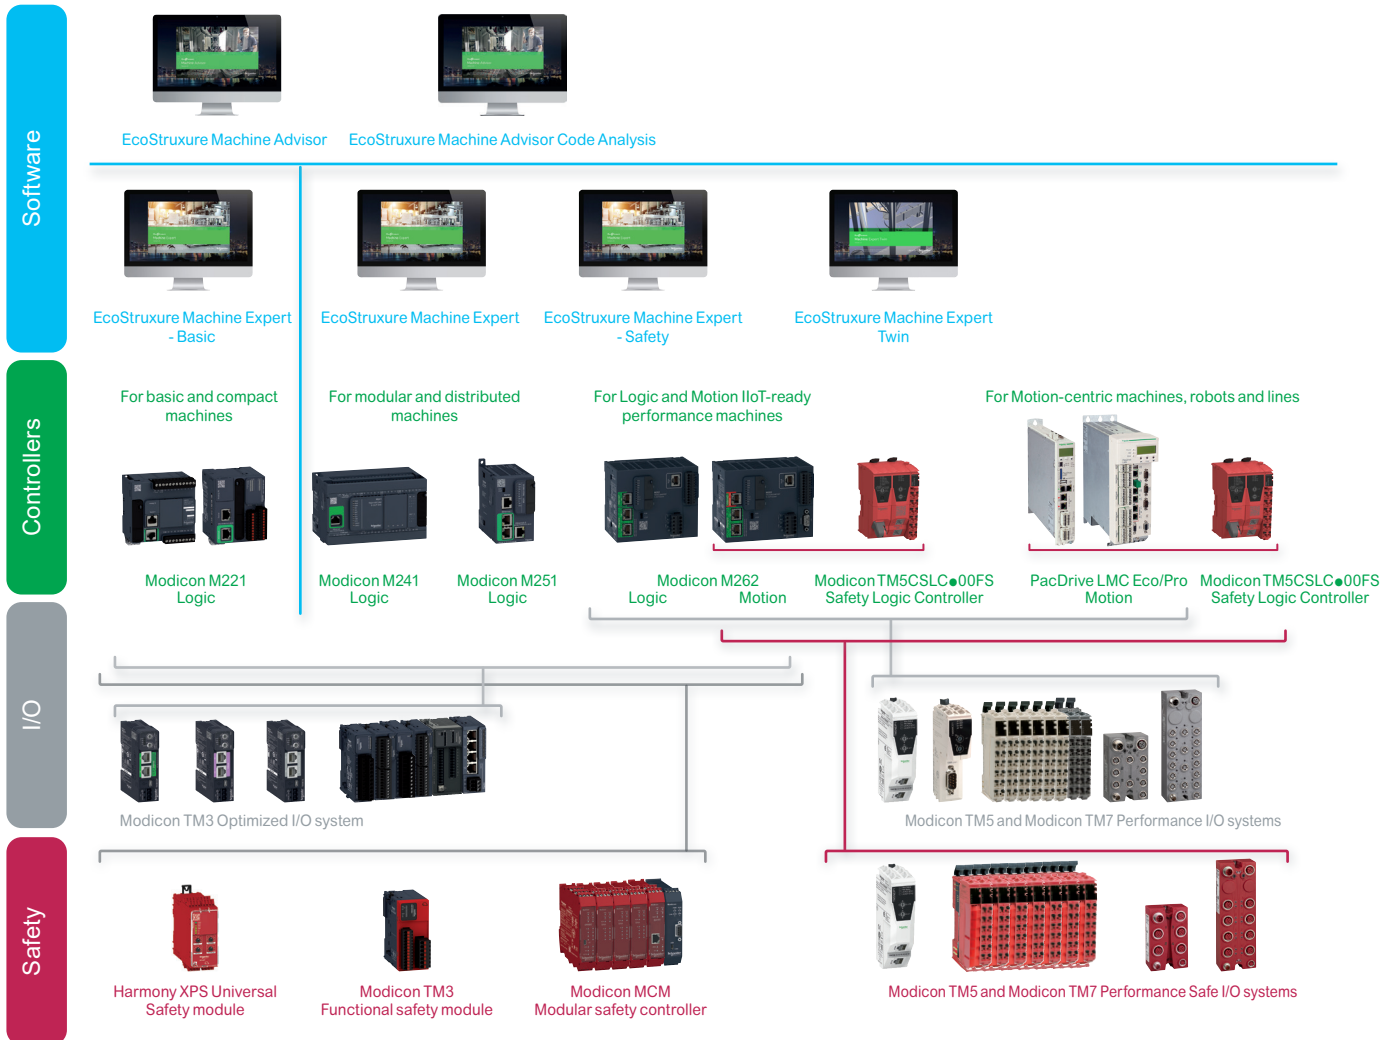 Software
EcoStruxure Machine Advisor
EcoStruxure Machine Advisor Code Analysis
EcoStruxure Machine Expert
- Basic
EcoStruxure Machine Expert
EcoStruxure Machine Expert
- Safety
EcoStruxure Machine Expert
Twin
Controllers
For basic and compact
machines
For modular and distributed
machines
For Logic and Motion IIoT-ready
performance machines
For Motion-centric machines, robots and lines
Modicon M221
Logic
Modicon M241
Logic
Modicon M251
Logic
Modicon M262
Logic
Motion
Modicon TM5CSLC●00FS
Safety Logic Controller
PacDrive LMC Eco/Pro
Motion
Modicon TM5CSLC●00FS
Safety Logic Controller
I/O
Modicon TM3 Optimized I/O system
Modicon TM5 and Modicon TM7 Performance I/O systems
Safety
Harmony XPS Universal
Safety module
Modicon TM3
Functional safety module
Modicon MCM
Modular safety controller
Modicon TM5 and Modicon TM7 Performance Safe I/O systems